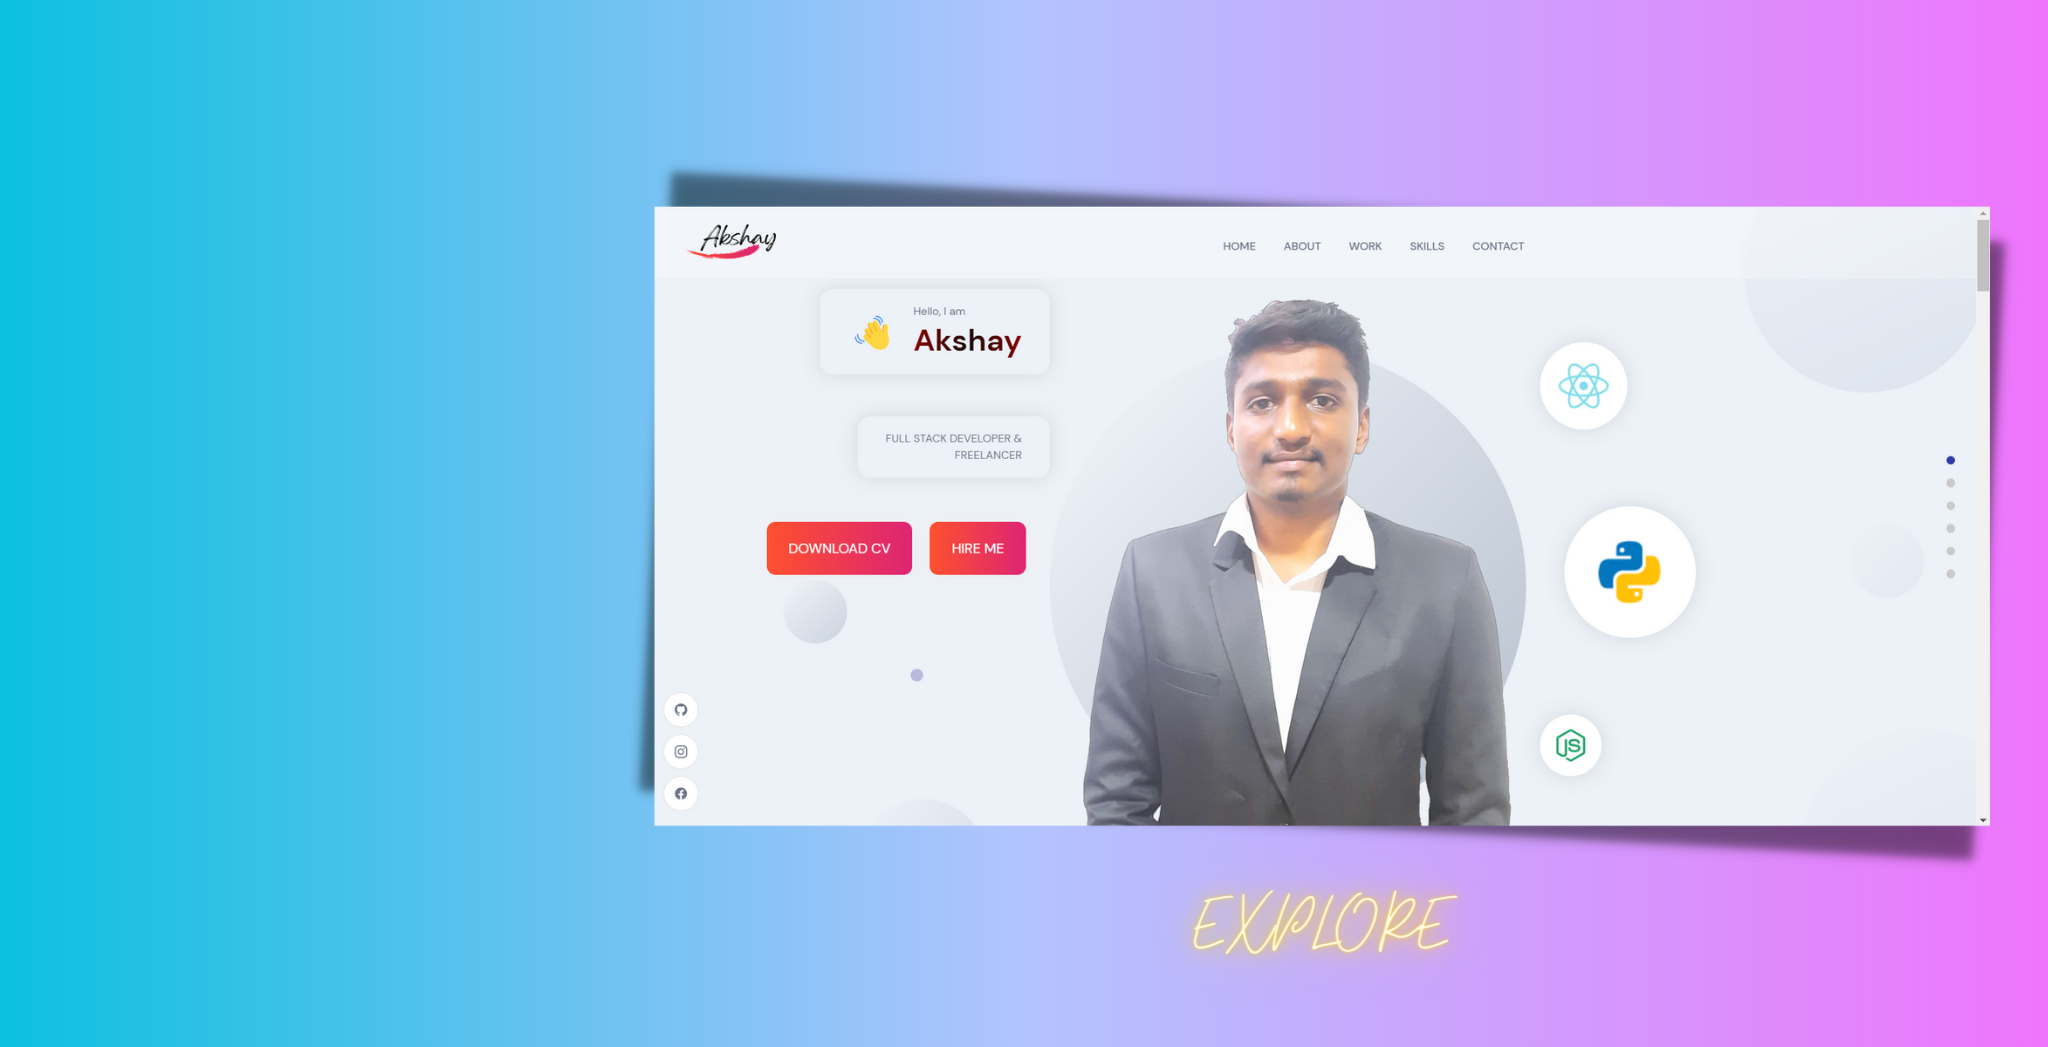 Akshay
HOME ABOUT WORK SKILLS CONTACT
Hello, I am
Akshay
FULL STACK DEVELOPER &
FREELANCER
DOWNLOAD CV HIRE ME
JS
EXPLORE